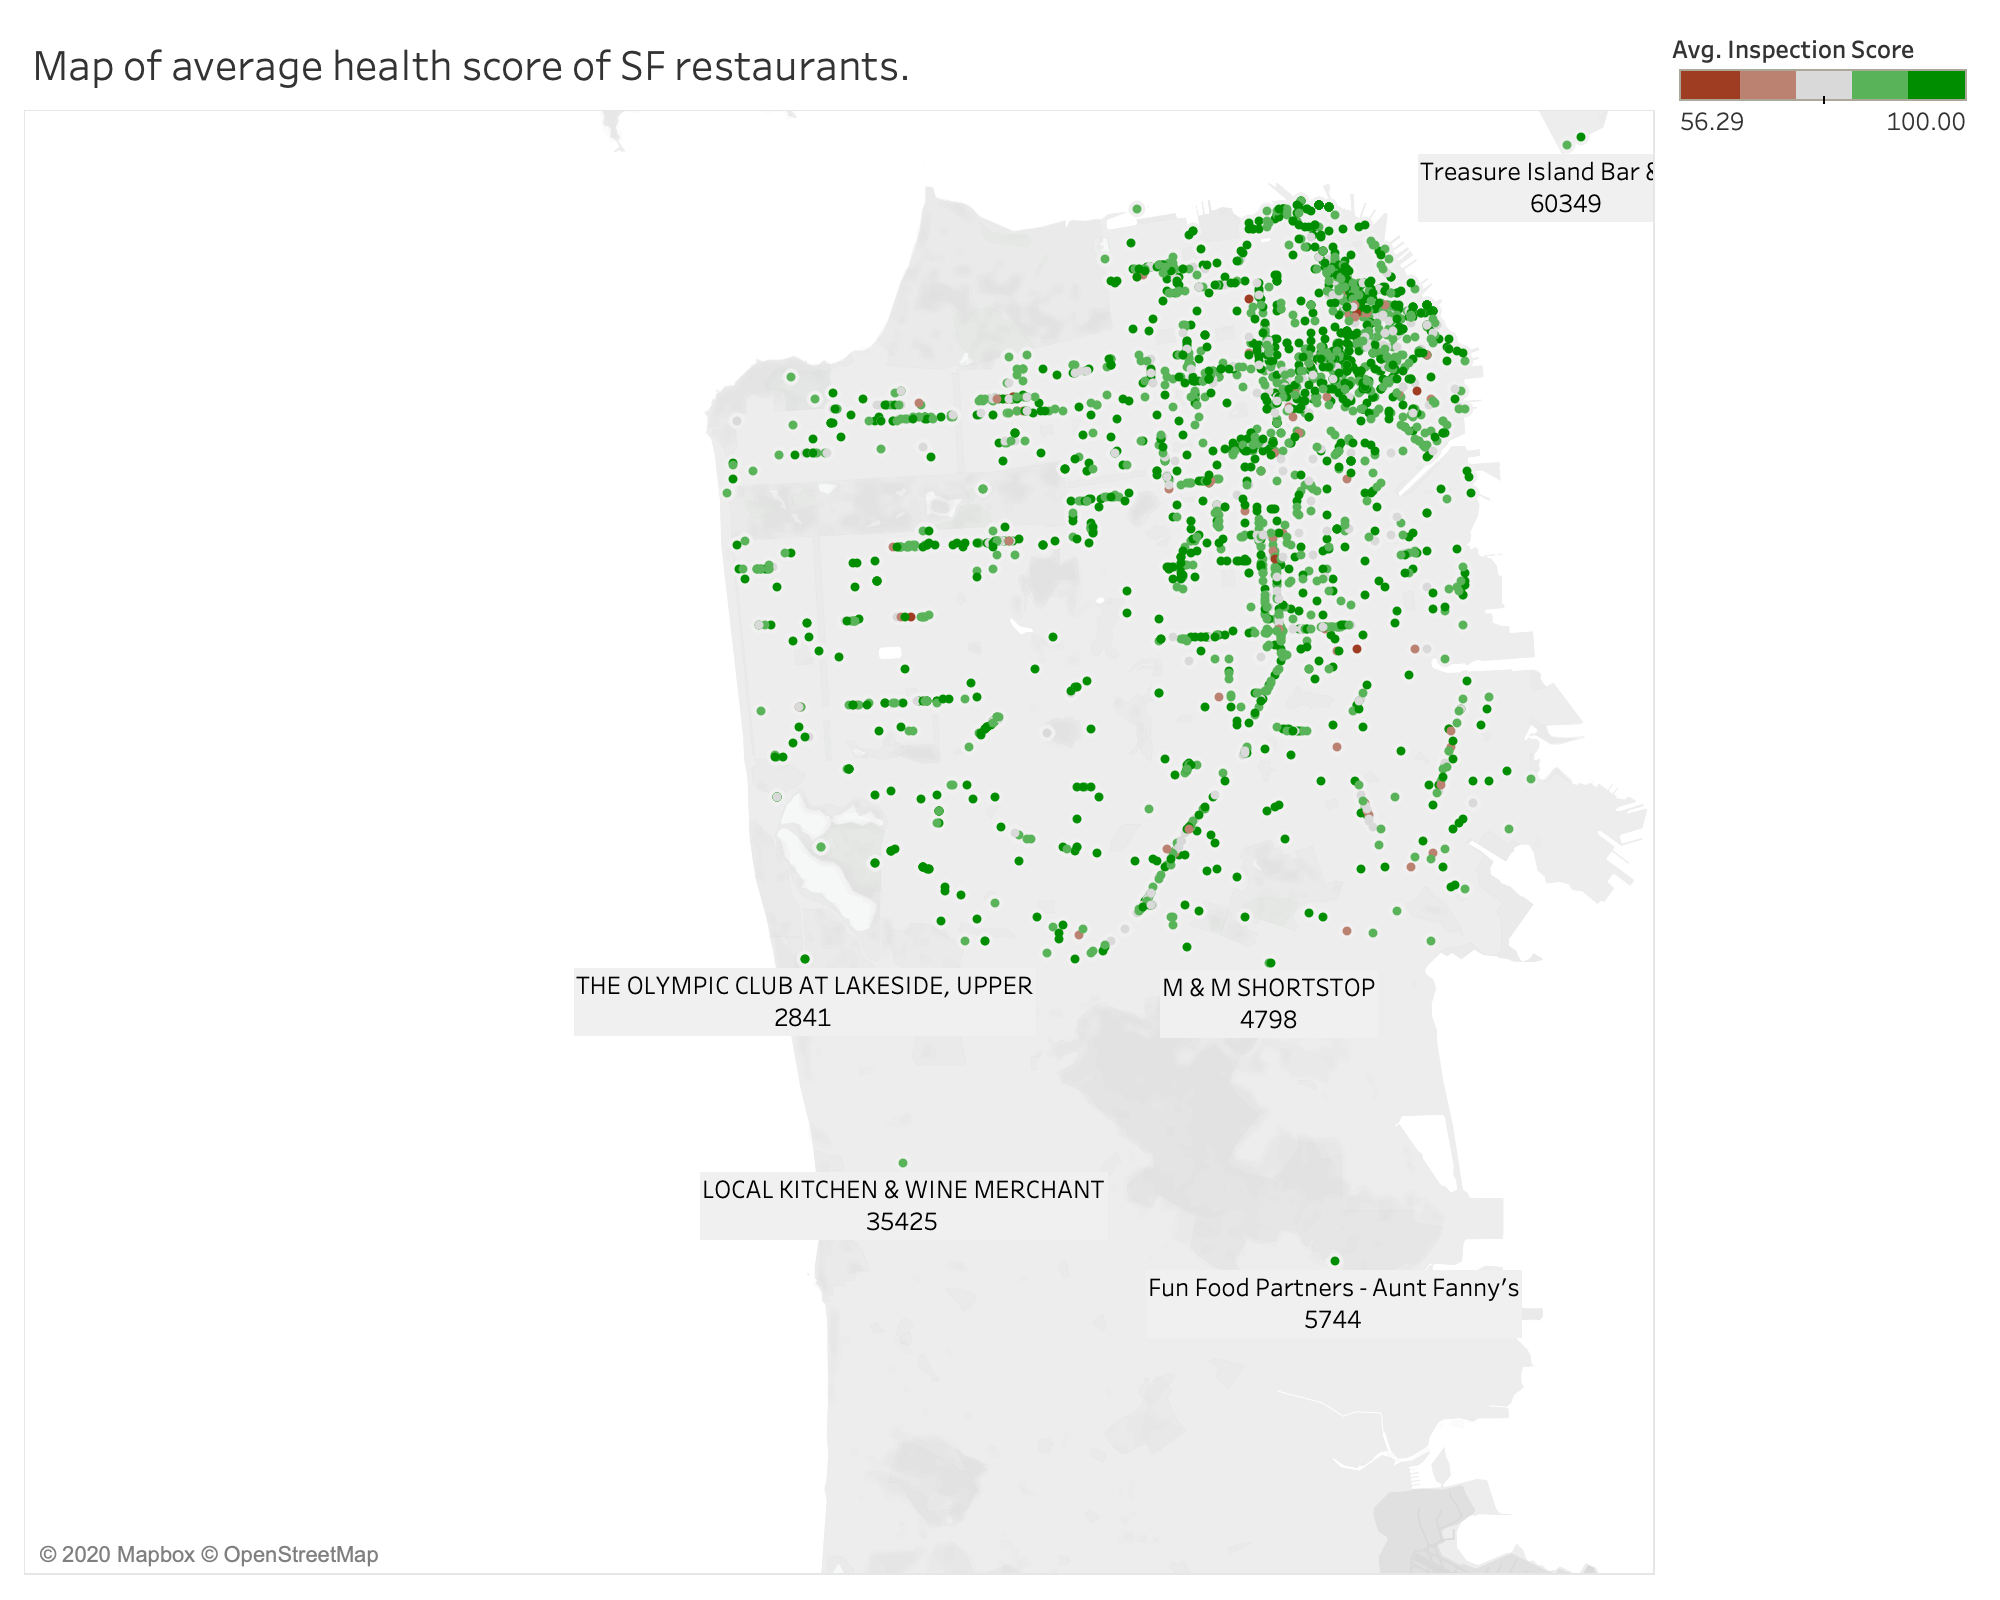 Map of average health score of SF restaurants.
Avg. Inspection Score
56.29 100.00
Treasure Island Bar &
60349
THE OLYMPIC CLUB AT LAKESIDE, UPPER
2841
M & M SHORTSTOP
4798
LOCAL KITCHEN & WINE MERCHANT
35425
Fun Food Partners - Aunt Fanny's
5744
© 2020 Mapbox © OpenStreetMap